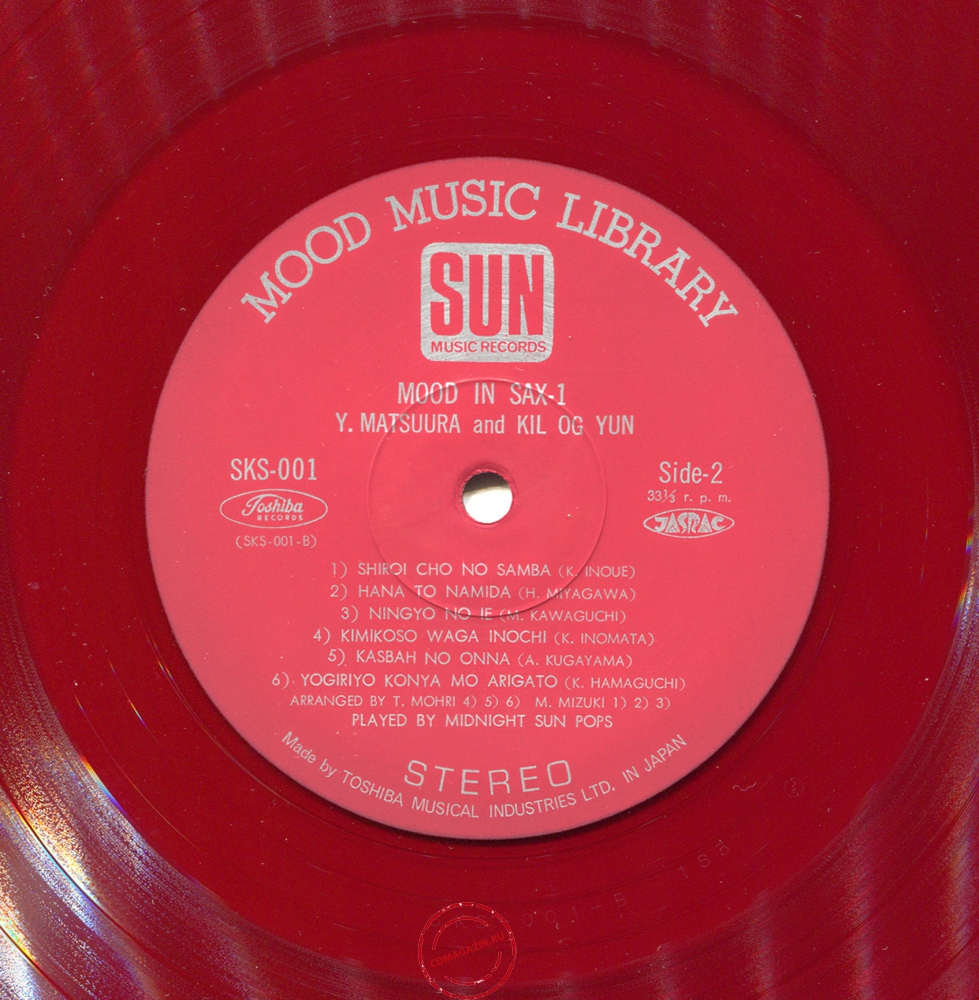 MOOD MUSIC LIBRARY
SUN
MUSIC RECORDS
MOOD IN SAX-1
Y. MATSUURA and KIL OG YUN
SKS-001
Side-2
Toshiba
RECORDS
33⅓ r. p. m.
JASRAC
(SKS-001-B)
1) SHIROI CHO NO SAMBA (K. INOUE)
2) HANA TO NAMIDA (H. MIYAGAWA)
3) NINGYO NO IE (M. KAWAGUCHI)
4) KIMIKOSO WAGA INOCHI (K. INOMATA)
5) KASBAH NO ONNA (A. KUGAYAMA)
6) YOGIRIYO KONYA MO ARIGATO (K. HAMAGUCHI)
ARRANGED BY T. MOHRI 4) 5) 6) M. MIZUKI 1) 2) 3)
PLAYED BY MIDNIGHT SUN POPS
STEREO
Made by TOSHIBA MUSICAL INDUSTRIES LTD. IN JAPAN
001-B
CDMAGAZIN.RU